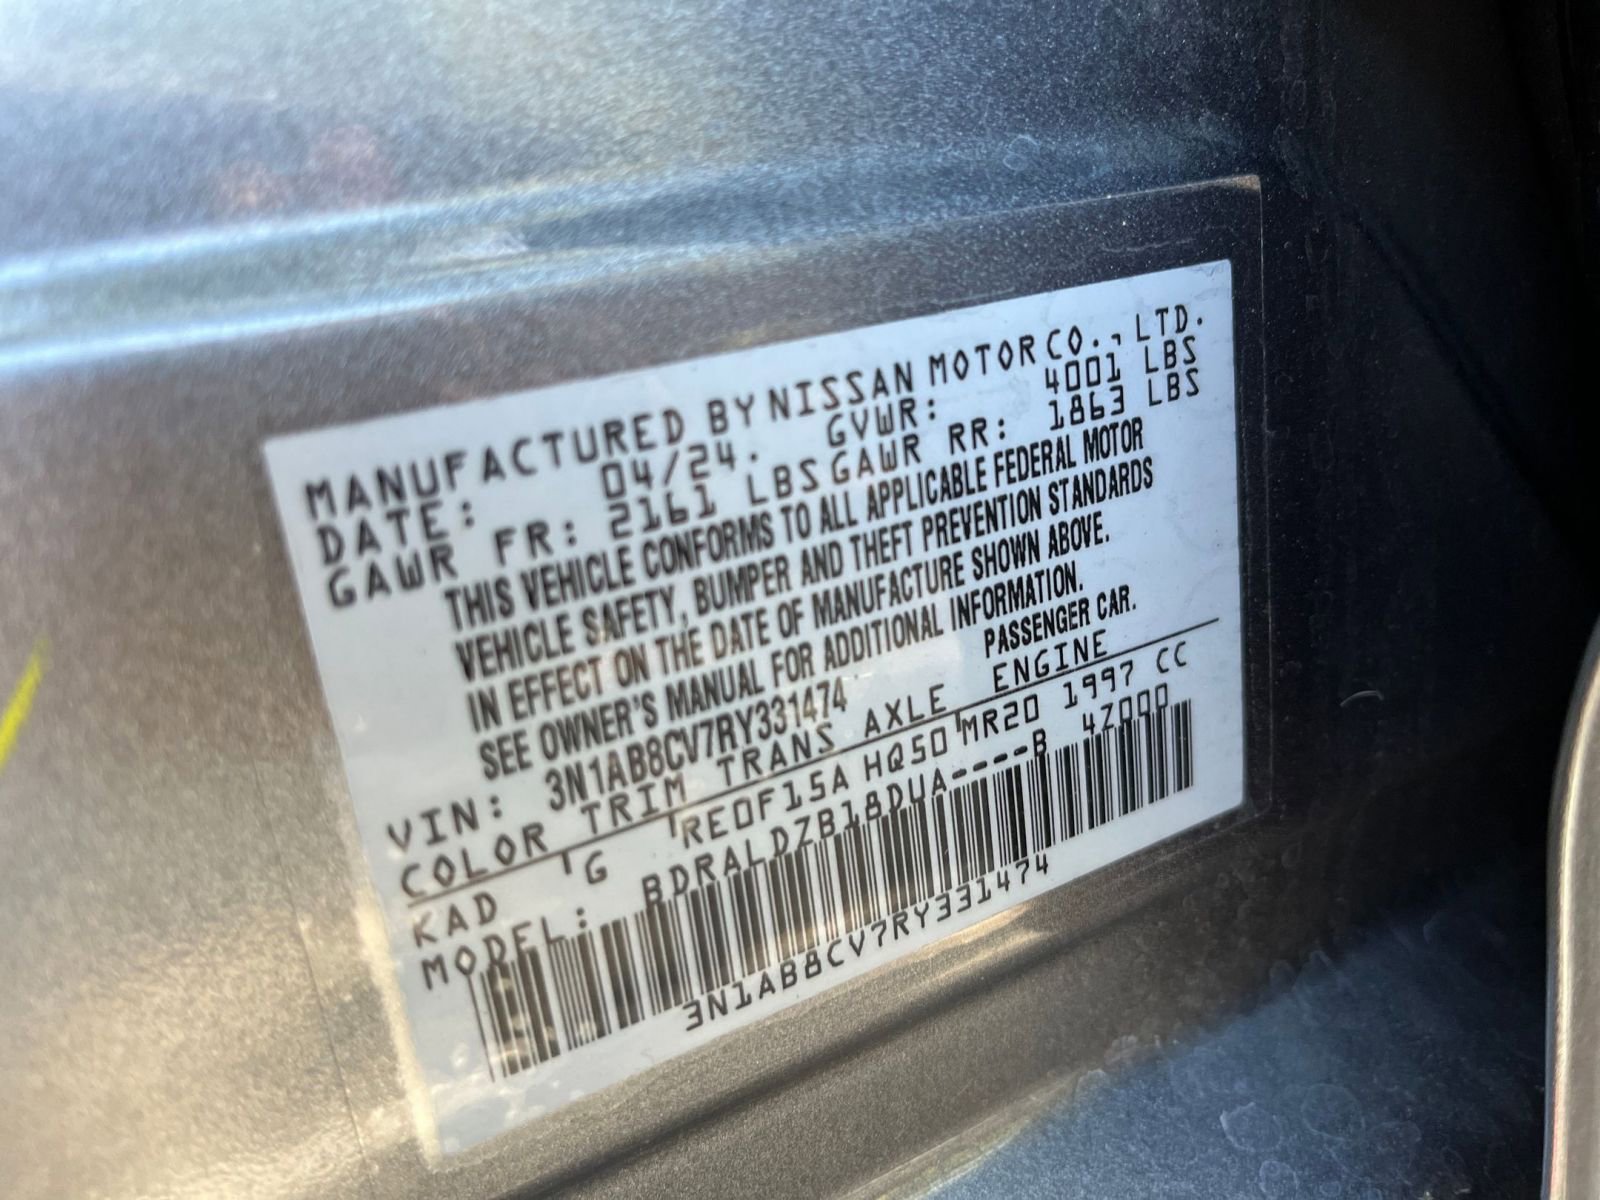 MANUFACTURED BY NISSAN MOTOR CO., LTD.
DATE: 04/24. GVWR: 4001 LBS
GAWR FR: 2161 LBS GAWR RR: 1863 LBS
THIS VEHICLE CONFORMS TO ALL APPLICABLE FEDERAL MOTOR
VEHICLE SAFETY, BUMPER AND THEFT PREVENTION STANDARDS
IN EFFECT ON THE DATE OF MANUFACTURE SHOWN ABOVE.
SEE OWNER'S MANUAL FOR ADDITIONAL INFORMATION.
VIN: 3N1AB8CV7RY331474 PASSENGER CAR.
COLOR TRIM TRANS AXLE ENGINE
KAD G RE0F15A HQ50 MR20 1997 CC
MODEL: BDRALDZB18DUA----B 4Z000
3N1AB8CV7RY331474